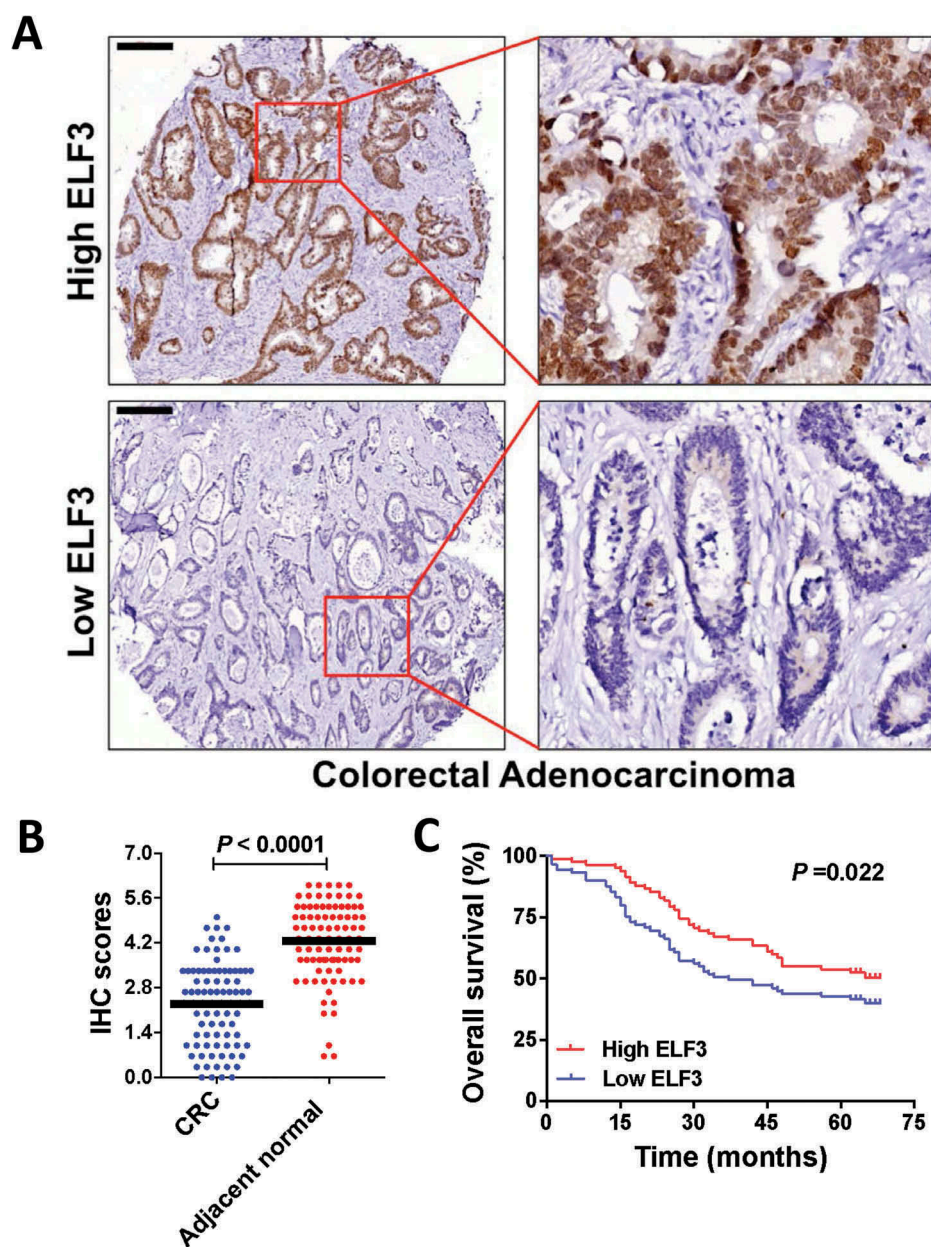 A
High ELF3
Low ELF3
Colorectal Adenocarcinoma
B
P < 0.0001
IHC scores
7.0
5.6
4.2
2.8
1.4
0.0
CRC
Adjacent normal
C
P =0.022
Overall survival (%)
100
75
50
25
0
High ELF3
Low ELF3
0
15
30
45
60
75
Time (months)